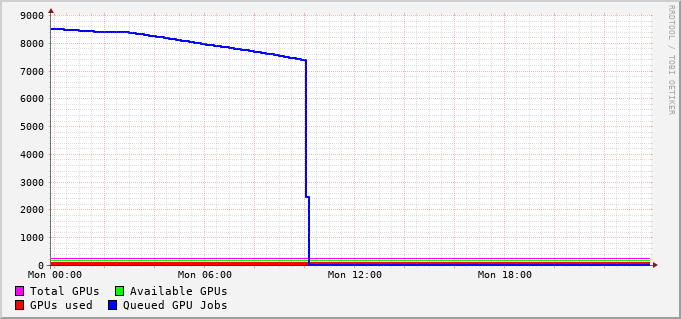 9000
8000
7000
6000
5000
4000
3000
2000
1000
0
Mon 00:00 Mon 06:00 Mon 12:00 Mon 18:00
Total GPUs Available GPUs
GPUs used Queued GPU Jobs
RRDTOOL / TOBI OETIKER